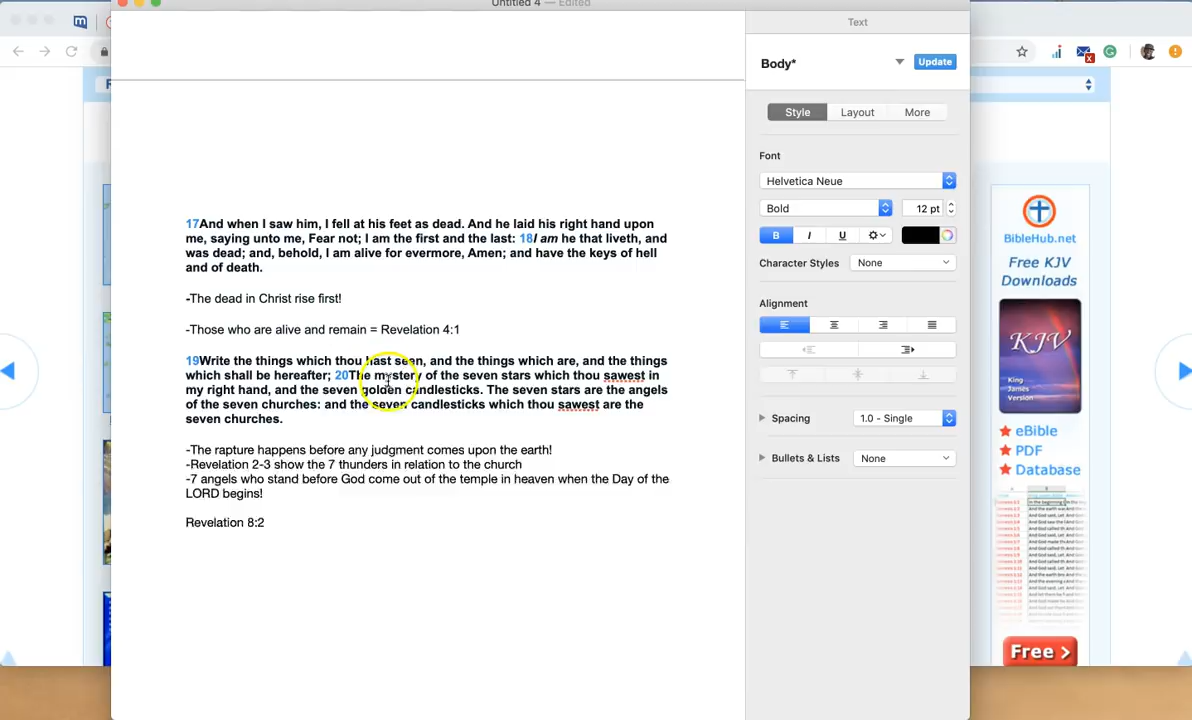 Untitled 4 — Edited
Text
Body*
Update
Style
Layout
More
Font
Helvetica Neue
Bold
12 pt
B
I
U
Character Styles
None
Alignment
Spacing
1.0 - Single
Bullets & Lists
None
17And when I saw him, I fell at his feet as dead. And he laid his right hand upon
me, saying unto me, Fear not; I am the first and the last: 18I am he that liveth, and
was dead; and, behold, I am alive for evermore, Amen; and have the keys of hell
and of death.
-The dead in Christ rise first!
-Those who are alive and remain = Revelation 4:1
19Write the things which thou hast seen, and the things which are, and the things
which shall be hereafter; 20The mystery of the seven stars which thou sawest in
my right hand, and the seven golden candlesticks. The seven stars are the angels
of the seven churches: and the seven candlesticks which thou sawest are the
seven churches.
-The rapture happens before any judgment comes upon the earth!
-Revelation 2-3 show the 7 thunders in relation to the church
-7 angels who stand before God come out of the temple in heaven when the Day of the
LORD begins!
Revelation 8:2
BibleHub.net
Free KJV
Downloads
KJV
King
James
Version
eBible
PDF
Database
Free >